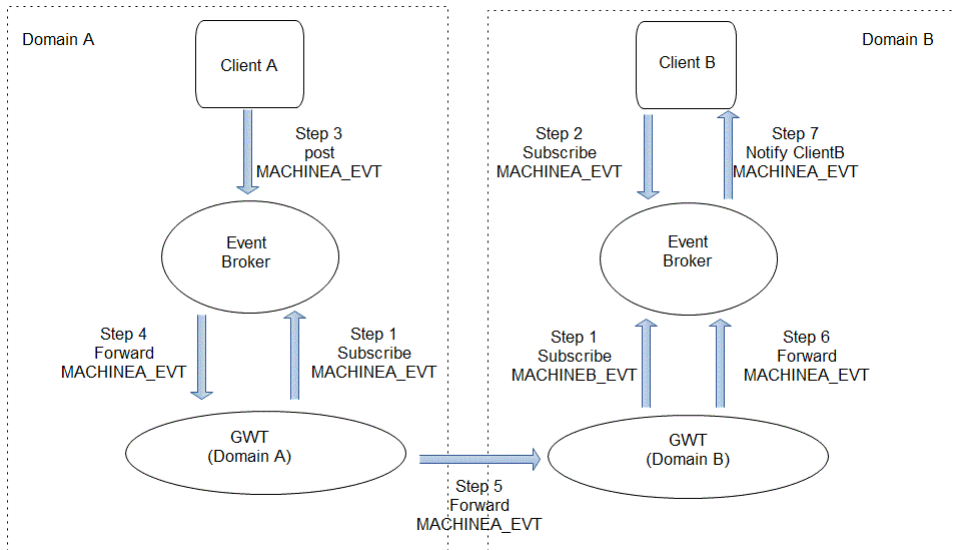 Domain A
Domain B
Client A
Client B
Step 3
post
MACHINEA_EVT
Step 2
Subscribe
MACHINEA_EVT
Step 7
Notify ClientB
MACHINEA_EVT
Event
Broker
Event
Broker
Step 4
Forward
MACHINEA_EVT
Step 1
Subscribe
MACHINEA_EVT
Step 1
Subscribe
MACHINEB_EVT
Step 6
Forward
MACHINEA_EVT
GWT
(Domain A)
GWT
(Domain B)
Step 5
Forward
MACHINEA_EVT